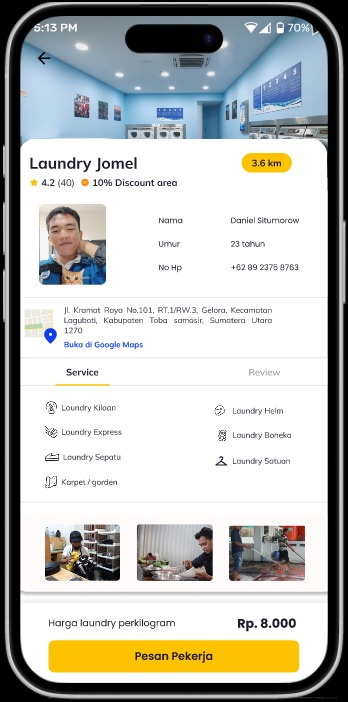 5:13 PM
70%
Laundry Jomel
3.6 km
4.2 (40) 10% Discount area
Nama Daniel Situmorow
Umur 23 tahun
No Hp +62 89 2375 8763
Jl. Kramat Raya No.101, RT.1/RW.3, Gelora, Kecamatan
Laguboti, Kabupaten Toba samosir, Sumatera Utara
1270
Buka di Google Maps
Service Review
Laundry Kiloan
Laundry Helm
Laundry Express
Laundry Boneka
Laundry Sepatu
Laundry Satuan
Karpet / gorden
Harga laundry perkilogram Rp. 8.000
Pesan Pekerja